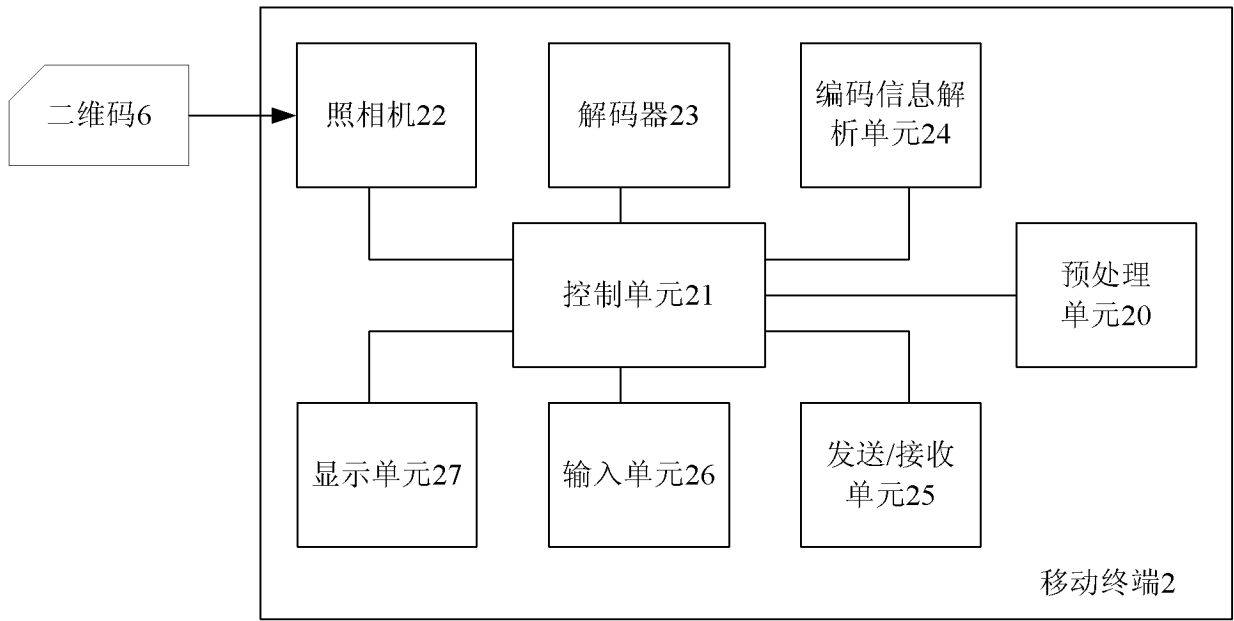 二维码6
照相机22
解码器23
编码信息解
析单元24
控制单元21
预处理
单元20
显示单元27
输入单元26
发送/接收
单元25
移动终端2